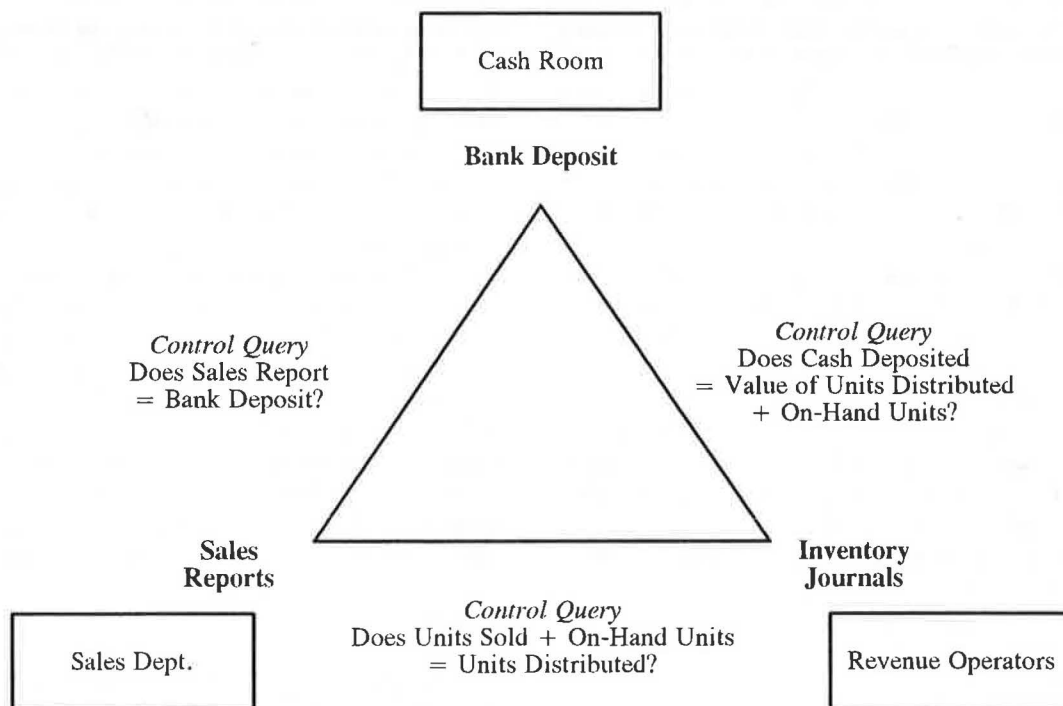 Cash Room
Bank Deposit
Control Query
Does Sales Report
= Bank Deposit?
Control Query
Does Cash Deposited
= Value of Units Distributed
+ On-Hand Units?
Sales
Reports
Inventory
Journals
Control Query
Does Units Sold + On-Hand Units
= Units Distributed?
Sales Dept.
Revenue Operators